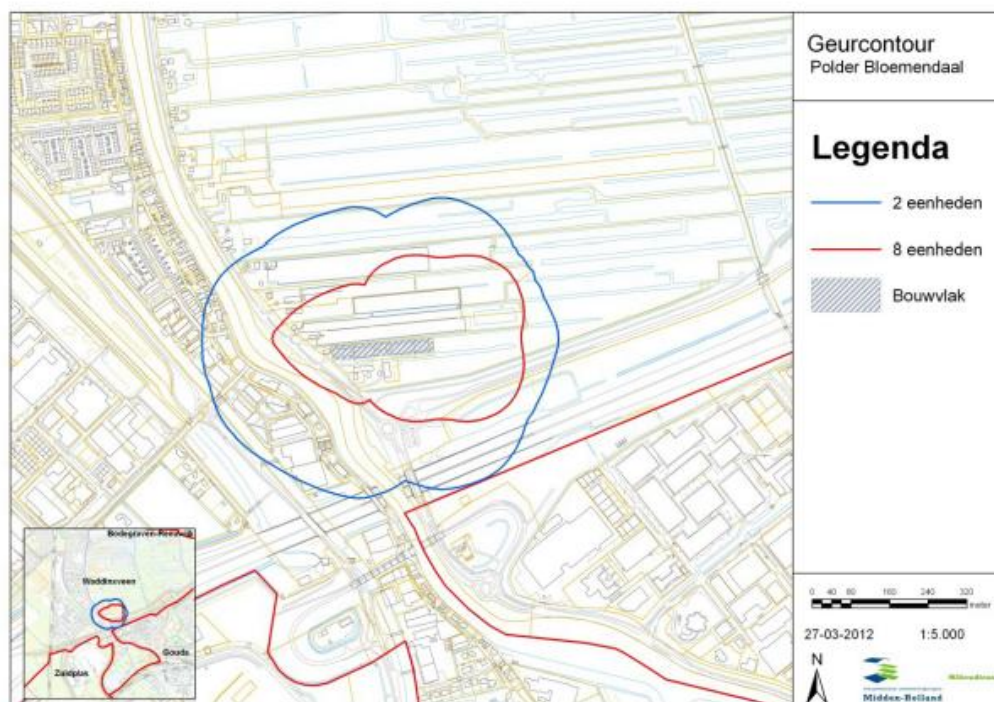 Geurcontour
Polder Bloemendaal
Legenda
2 eenheden
8 eenheden
Bouwvlak
0 40 80 160 240 320
meter
27-03-2012 1:5.000
N
Midden-Holland
Bodegraven-Reeuwijk
Waddinxveen
Gouda
Zuidplas